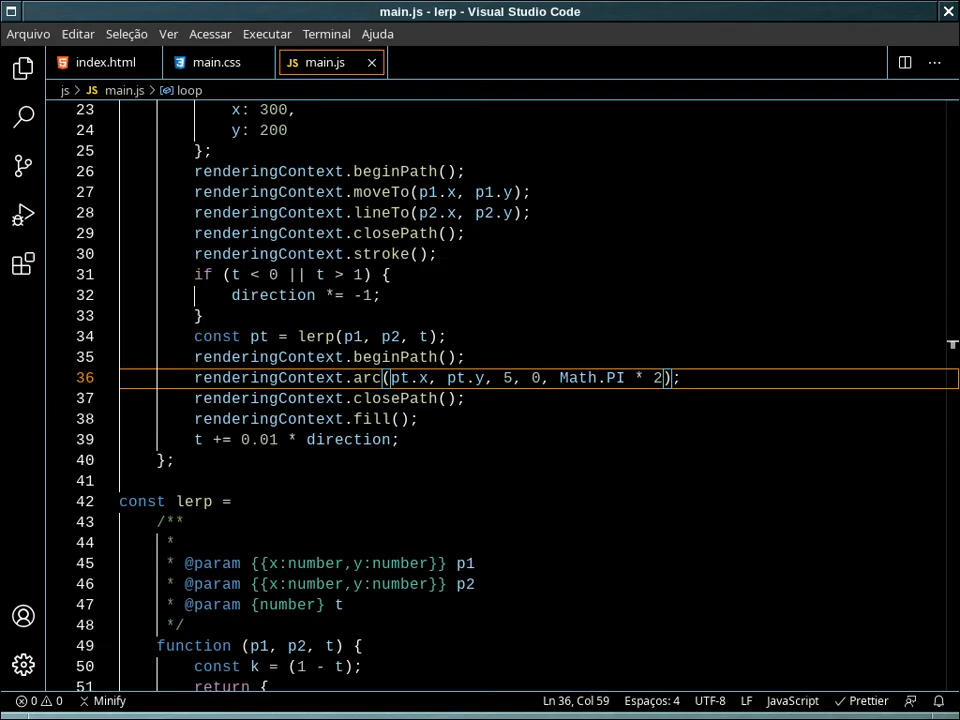 main.js - lerp - Visual Studio Code
Arquivo Editar Seleção Ver Acessar Executar Terminal Ajuda
index.html main.css JS main.js
js > JS main.js > loop
23 x: 300,
24 y: 200
25 };
26 renderingContext.beginPath();
27 renderingContext.moveTo(p1.x, p1.y);
28 renderingContext.lineTo(p2.x, p2.y);
29 renderingContext.closePath();
30 renderingContext.stroke();
31 if (t < 0 || t > 1) {
32 direction *= -1;
33 }
34 const pt = lerp(p1, p2, t);
35 renderingContext.beginPath();
36 renderingContext.arc(pt.x, pt.y, 5, 0, Math.PI * 2);
37 renderingContext.closePath();
38 renderingContext.fill();
39 t += 0.01 * direction;
40 };
41
42 const lerp =
43 /**
44 *
45 * @param {{x:number,y:number}} p1
46 * @param {{x:number,y:number}} p2
47 * @param {number} t
48 */
49 function (p1, p2, t) {
50 const k = (1 - t);
51 return {
0 0 Minify Ln 36, Col 59 Espaços: 4 UTF-8 LF JavaScript Prettier